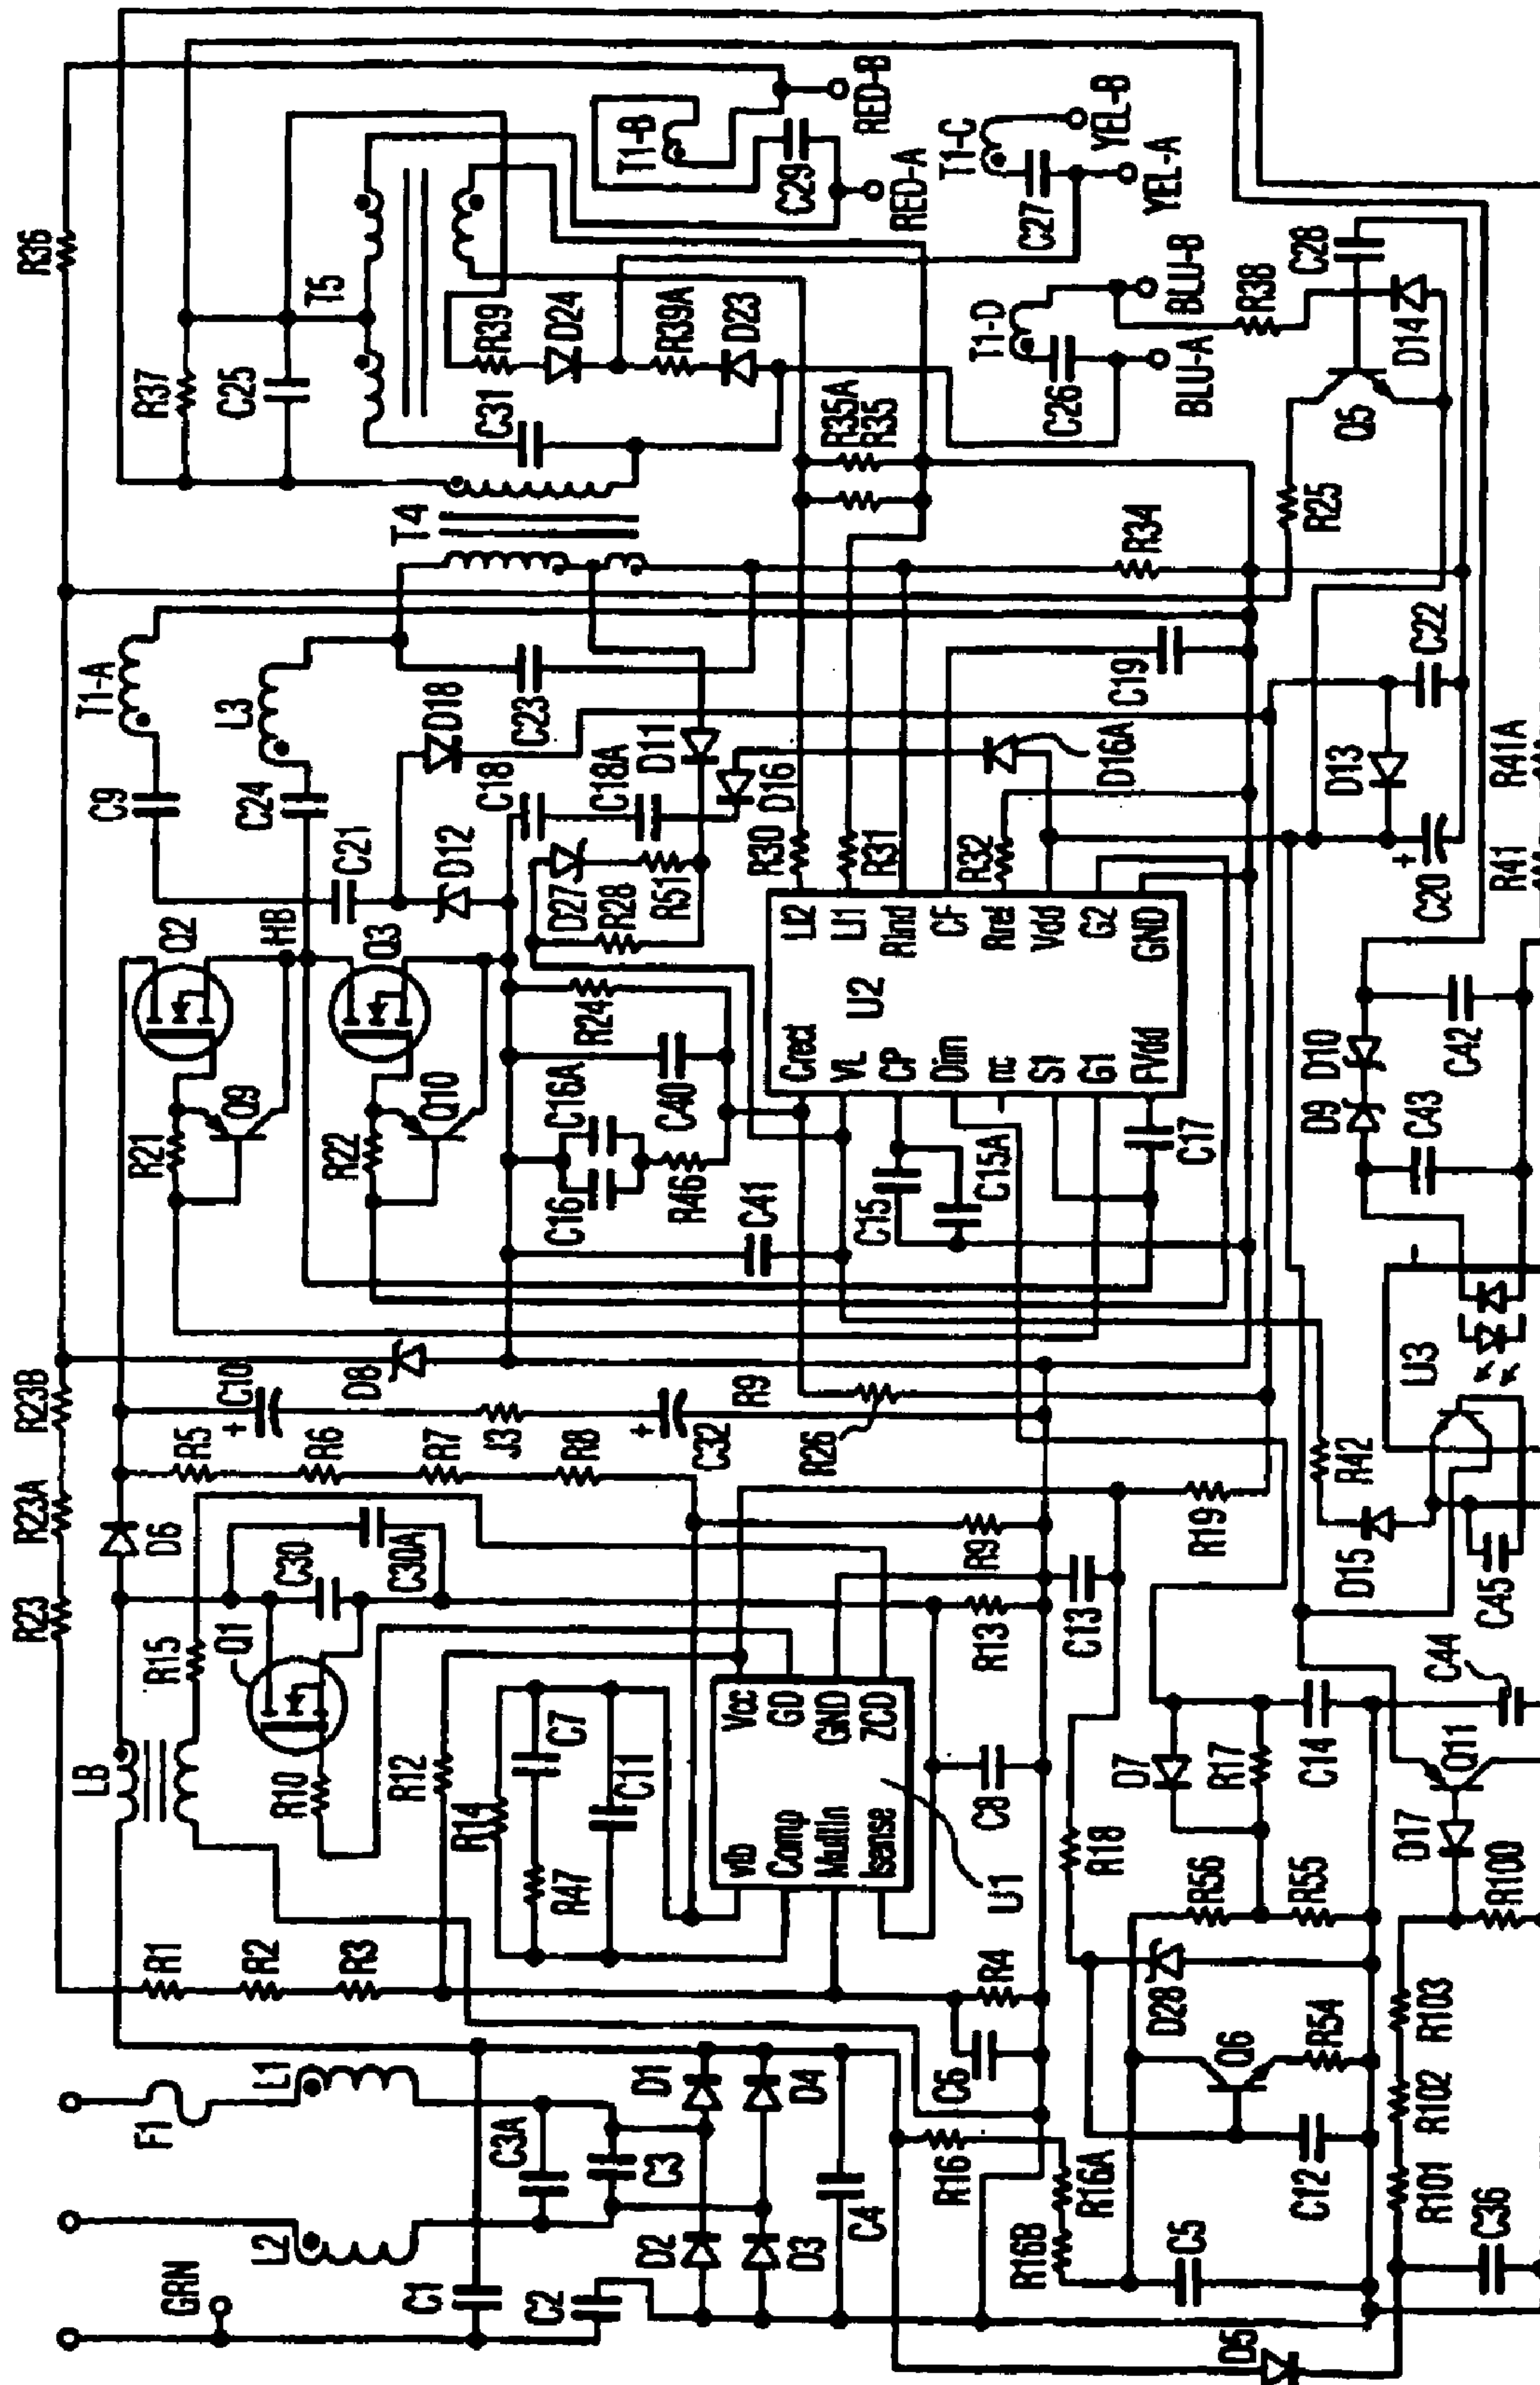 R23
R23A
R23B
R36
GRN
F1
L2
L1
LB
R1
R15
D6
R5
R21
Q9
Q2
C9
T1-A
R37
Q1
R10
C10
C25
R2
C30
R6
HB
C24
L3
T5
R3
R12
C30A
R7
D8
R22
Q10
Q3
C21
T4
C1
R14
C7
J3
D12
D18
C31
R39
C2
C3A
R47
C11
R8
C16
C16A
R24
D27
C18
C23
D24
C3
R28
C18A
R39A
T1-B
D2
D1
C32
R46
C40
R51
D11
D23
D3
D4
vfb
Vcc
R9
C41
D16
C29
Comp
GD
R26
Crect
LI2
R30
R35A
RED-B
C4
MultIn
GND
VL
U2
LI1
R31
R35
RED-A
Isense
ZCD
C15
CP
RInd
R16
C6
R4
U1
C8
R13
R9
C15A
Dim
CF
R32
T1-D
T1-C
R16B
R16A
nc
Rref
D16A
C26
C27
C13
S1
Vdd
R34
YEL-B
R18
G1
G2
C19
YEL-A
D28
D7
FVdd
GND
BLU-A
BLU-B
C5
R56
R17
R19
C17
R38
Q6
R54
R55
C14
R25
C28
D5
C12
R42
D9
D10
D13
C22
Q5
D14
R101
R102
R103
D17
Q11
C44
D15
U3
C43
C42
C20
C36
R100
C45
R41
R41A